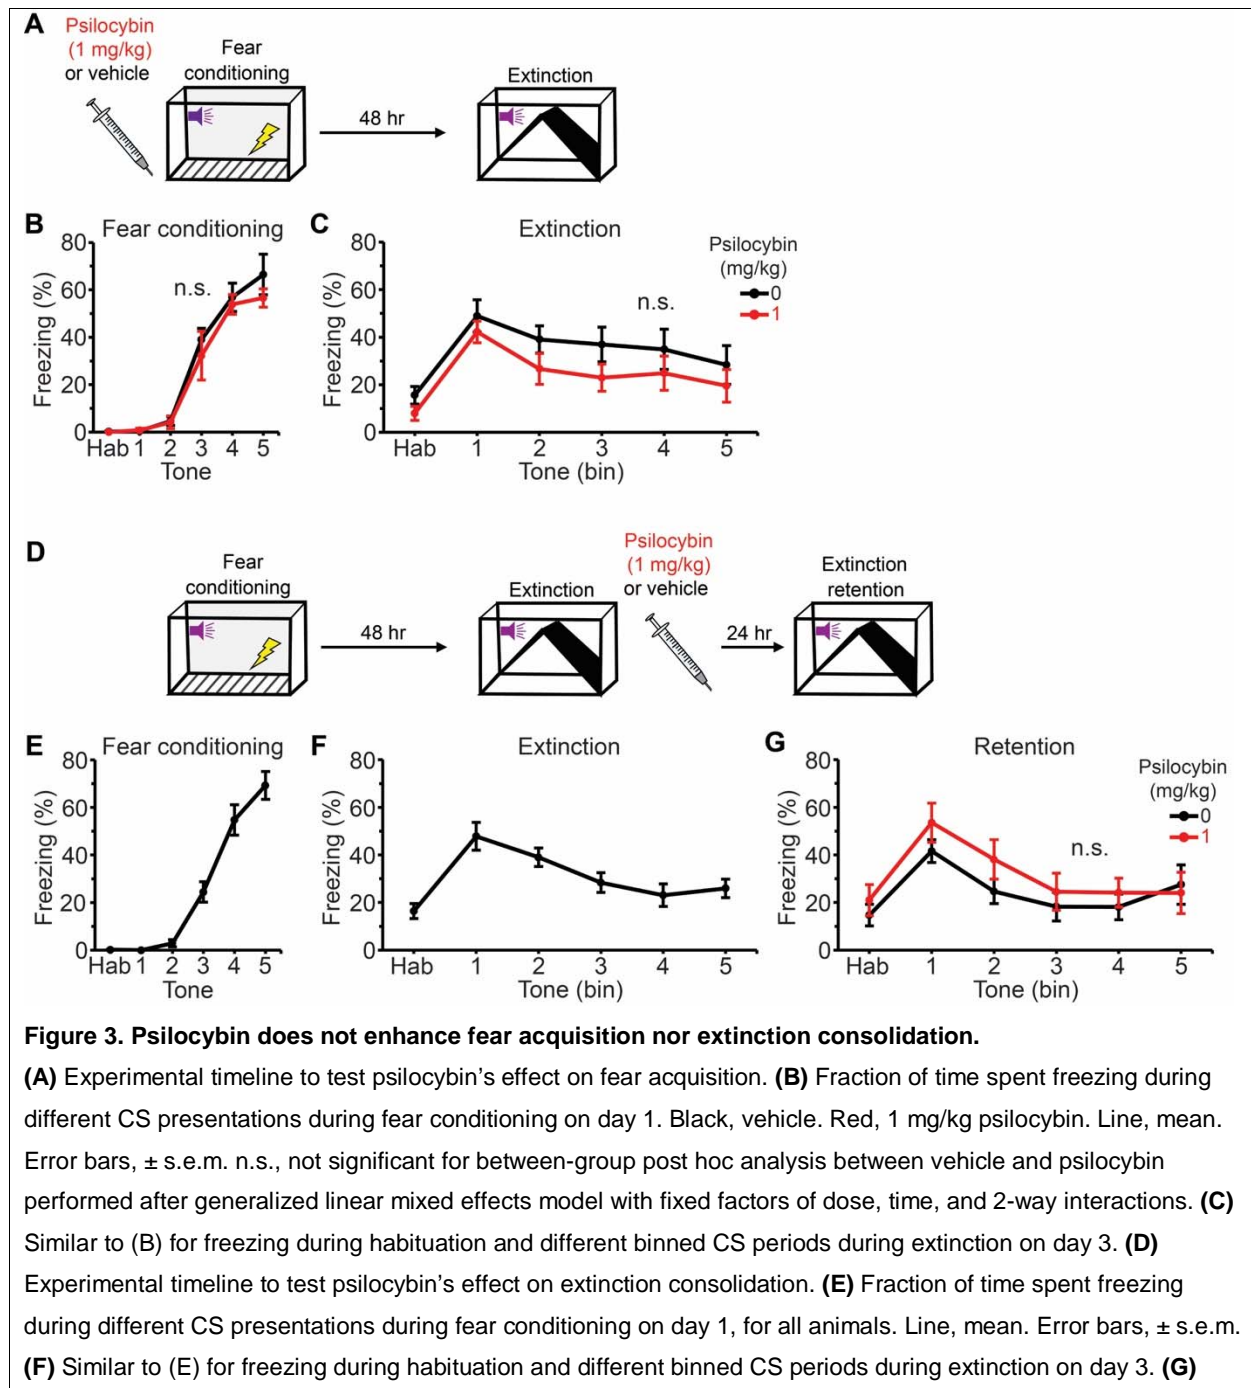 A
Psilocybin
(1 mg/kg)
or vehicle
Fear
conditioning
48 hr
Extinction
B
Fear conditioning
80
60
40
20
0
Freezing (%)
n.s.
Hab 1 2 3 4 5
Tone
C
Extinction
80
60
40
20
0
Freezing (%)
n.s.
Hab 1 2 3 4 5
Tone (bin)
Psilocybin
(mg/kg)
0
1
D
Fear
conditioning
48 hr
Extinction
Psilocybin
(1 mg/kg)
or vehicle
24 hr
Extinction
retention
E
Fear conditioning
80
60
40
20
0
Freezing (%)
Hab 1 2 3 4 5
Tone
F
Extinction
80
60
40
20
0
Freezing (%)
Hab 1 2 3 4 5
Tone (bin)
G
Retention
80
60
40
20
0
Freezing (%)
n.s.
Hab 1 2 3 4 5
Tone (bin)
Psilocybin
(mg/kg)
0
1
Figure 3. Psilocybin does not enhance fear acquisition nor extinction consolidation.
(A) Experimental timeline to test psilocybin’s effect on fear acquisition. (B) Fraction of time spent freezing during
different CS presentations during fear conditioning on day 1. Black, vehicle. Red, 1 mg/kg psilocybin. Line, mean.
Error bars, ± s.e.m. n.s., not significant for between-group post hoc analysis between vehicle and psilocybin
performed after generalized linear mixed effects model with fixed factors of dose, time, and 2-way interactions. (C)
Similar to (B) for freezing during habituation and different binned CS periods during extinction on day 3. (D)
Experimental timeline to test psilocybin’s effect on extinction consolidation. (E) Fraction of time spent freezing
during different CS presentations during fear conditioning on day 1, for all animals. Line, mean. Error bars, ± s.e.m.
(F) Similar to (E) for freezing during habituation and different binned CS periods during extinction on day 3. (G)